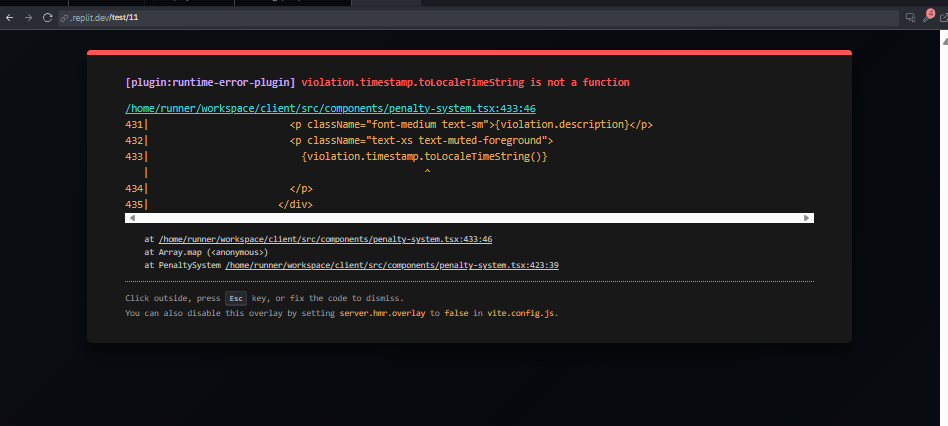 .replit.dev/test/11
4
[plugin:runtime-error-plugin] violation.timestamp.toLocaleTimeString is not a function
/home/runner/workspace/client/src/components/penalty-system.tsx:433:46
431|                      <p className="font-medium text-sm">{violation.description}</p>
432|                      <p className="text-xs text-muted-foreground">
433|                        {violation.timestamp.toLocaleTimeString()}
   |                                              ^
434|                      </p>
435|                    </div>
at /home/runner/workspace/client/src/components/penalty-system.tsx:433:46
at Array.map (<anonymous>)
at PenaltySystem /home/runner/workspace/client/src/components/penalty-system.tsx:423:39
Click outside, press Esc key, or fix the code to dismiss.
You can also disable this overlay by setting server.hmr.overlay to false in vite.config.js.